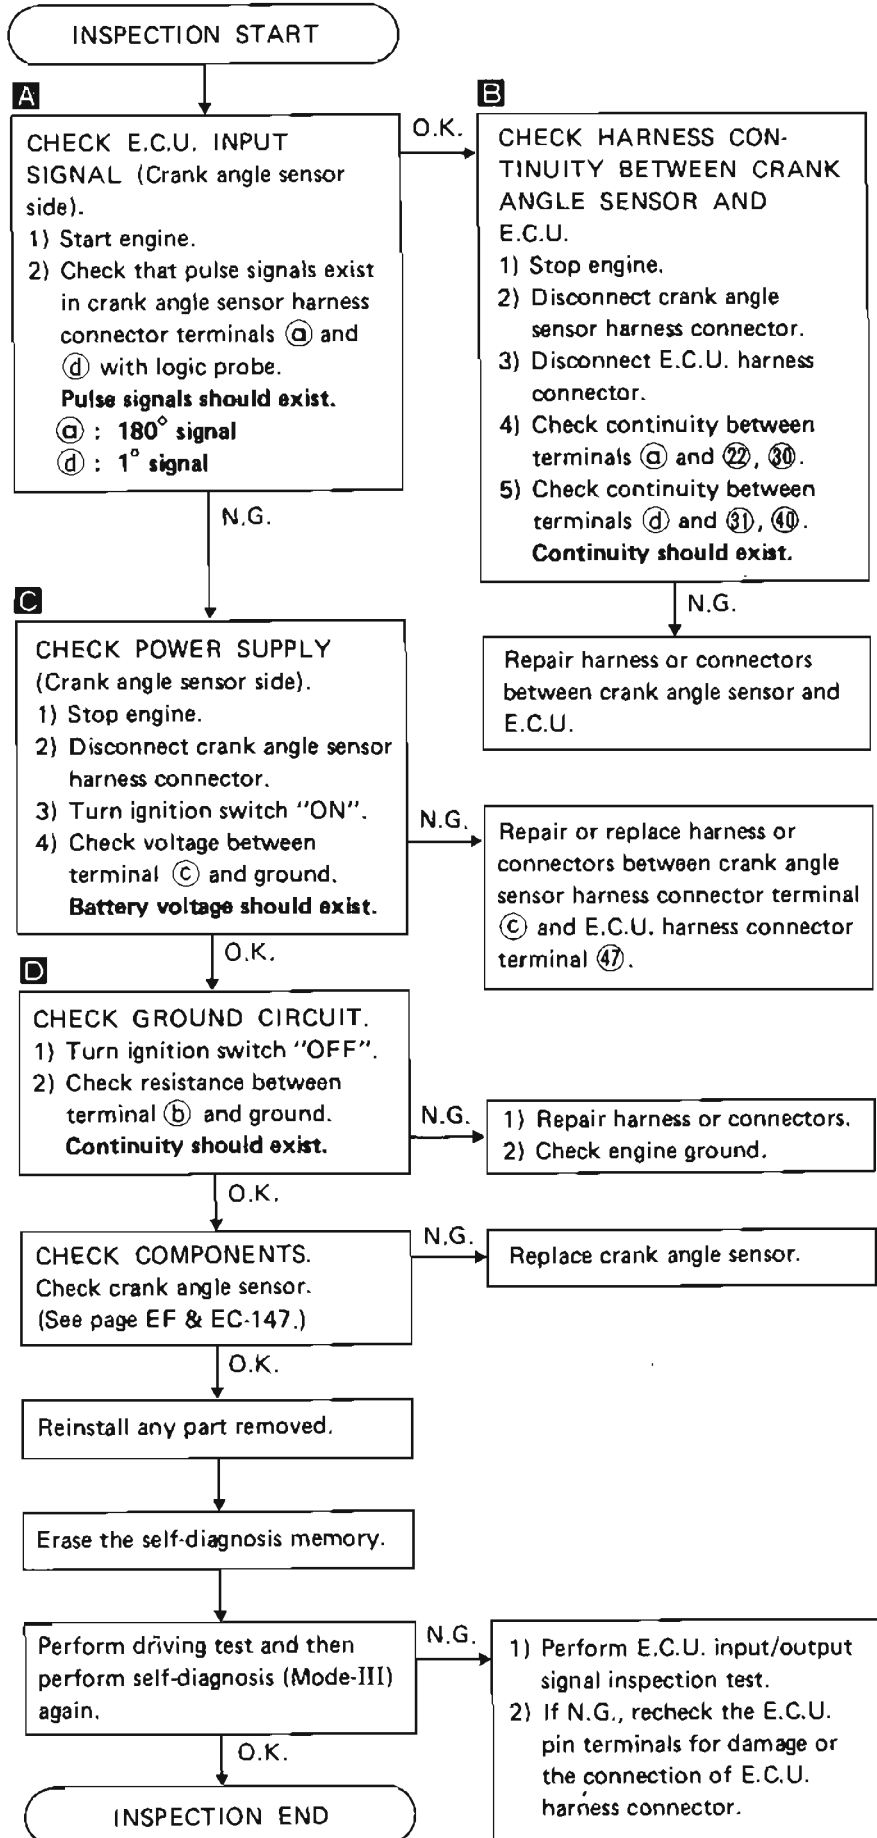 INSPECTION START
A
CHECK E.C.U. INPUT
SIGNAL (Crank angle sensor
side).
1) Start engine.
2) Check that pulse signals exist
in crank angle sensor harness
connector terminals ⓐ and
ⓓ with logic probe.
Pulse signals should exist.
ⓐ : 180° signal
ⓓ : 1° signal
O.K.
B
CHECK HARNESS CON-
TINUITY BETWEEN CRANK
ANGLE SENSOR AND
E.C.U.
1) Stop engine.
2) Disconnect crank angle
sensor harness connector.
3) Disconnect E.C.U. harness
connector.
4) Check continuity between
terminals ⓐ and ㉒, ㉚.
5) Check continuity between
terminals ⓓ and ㉛, ㊵.
Continuity should exist.
N.G.
Repair harness or connectors
between crank angle sensor and
E.C.U.
N.G.
C
CHECK POWER SUPPLY
(Crank angle sensor side).
1) Stop engine.
2) Disconnect crank angle sensor
harness connector.
3) Turn ignition switch "ON".
4) Check voltage between
terminal ⓒ and ground.
Battery voltage should exist.
N.G.
Repair or replace harness or
connectors between crank angle
sensor harness connector terminal
ⓒ and E.C.U. harness connector
terminal ㊼.
O.K.
D
CHECK GROUND CIRCUIT.
1) Turn ignition switch "OFF".
2) Check resistance between
terminal ⓑ and ground.
Continuity should exist.
N.G.
1) Repair harness or connectors.
2) Check engine ground.
O.K.
CHECK COMPONENTS.
Check crank angle sensor.
(See page EF & EC-147.)
N.G.
Replace crank angle sensor.
O.K.
Reinstall any part removed.
Erase the self-diagnosis memory.
Perform driving test and then
perform self-diagnosis (Mode-III)
again.
N.G.
1) Perform E.C.U. input/output
signal inspection test.
2) If N.G., recheck the E.C.U.
pin terminals for damage or
the connection of E.C.U.
harness connector.
O.K.
INSPECTION END